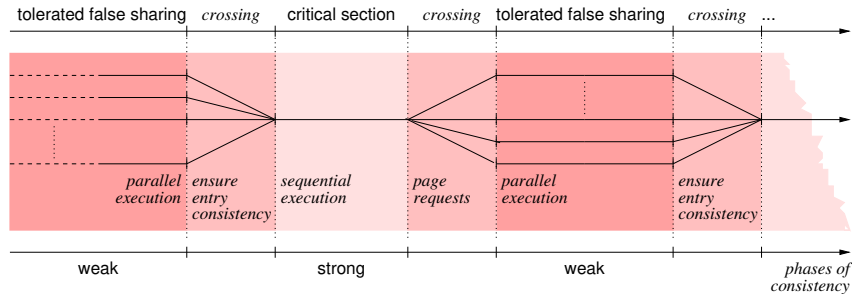 tolerated false sharing crossing critical section crossing tolerated false sharing crossing ...
parallel execution
ensure entry consistency
sequential execution
page requests
parallel execution
ensure entry consistency
weak strong weak phases of consistency